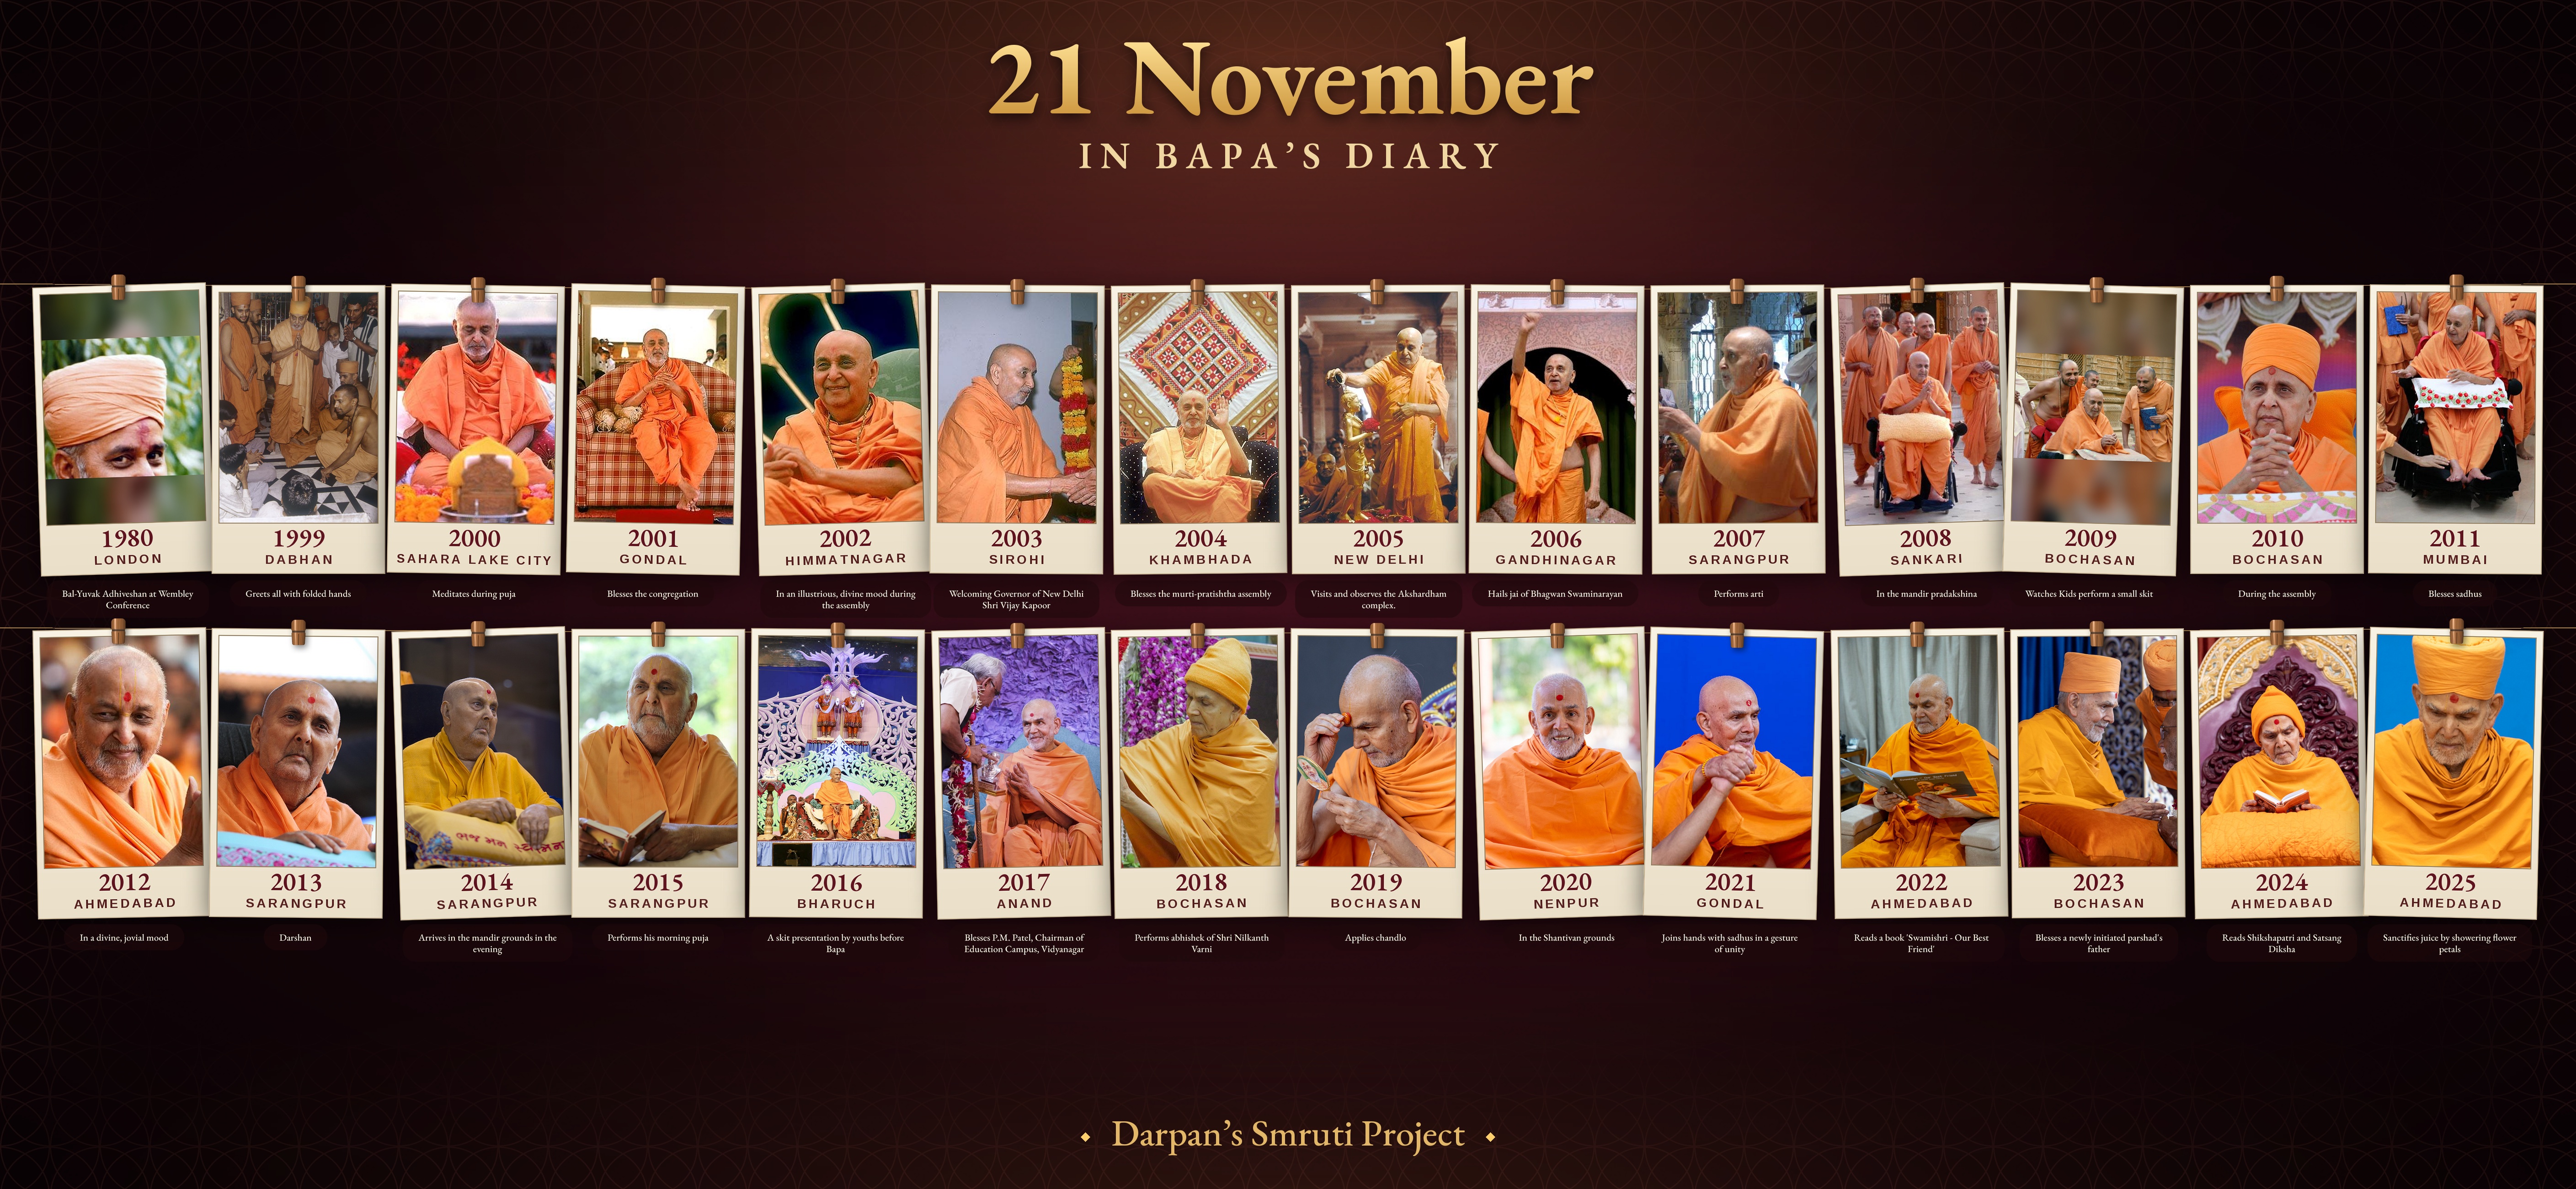 21 November
IN BAPA’S DIARY
1980
LONDON
Bal-Yuvak Adhiveshan at Wembley
Conference
1999
DABHAN
Greets all with folded hands
2000
SAHARA LAKE CITY
Meditates during puja
2001
GONDAL
Blesses the congregation
2002
HIMMATNAGAR
In an illustrious, divine mood during
the assembly
2003
SIROHI
Welcoming Governor of New Delhi
Shri Vijay Kapoor
2004
KHAMBHADA
Blesses the murti-pratishtha assembly
2005
NEW DELHI
Visits and observes the Akshardham
complex.
2006
GANDHINAGAR
Hails jai of Bhagwan Swaminarayan
2007
SARANGPUR
Performs arti
2008
SANKARI
In the mandir pradakshina
2009
BOCHASAN
Watches Kids perform a small skit
2010
BOCHASAN
During the assembly
2011
MUMBAI
Blesses sadhus
2012
AHMEDABAD
In a divine, jovial mood
2013
SARANGPUR
Darshan
2014
SARANGPUR
Arrives in the mandir grounds in the
evening
2015
SARANGPUR
Performs his morning puja
2016
BHARUCH
A skit presentation by youths before
Bapa
2017
ANAND
Blesses P.M. Patel, Chairman of
Education Campus, Vidyanagar
2018
BOCHASAN
Performs abhishek of Shri Nilkanth
Varni
2019
BOCHASAN
Applies chandlo
2020
NENPUR
In the Shantivan grounds
2021
GONDAL
Joins hands with sadhus in a gesture
of unity
2022
AHMEDABAD
Reads a book 'Swamishri - Our Best
Friend'
2023
BOCHASAN
Blesses a newly initiated parshad's
father
2024
AHMEDABAD
Reads Shikshapatri and Satsang
Diksha
2025
AHMEDABAD
Sanctifies juice by showering flower
petals
Darpan’s Smruti Project